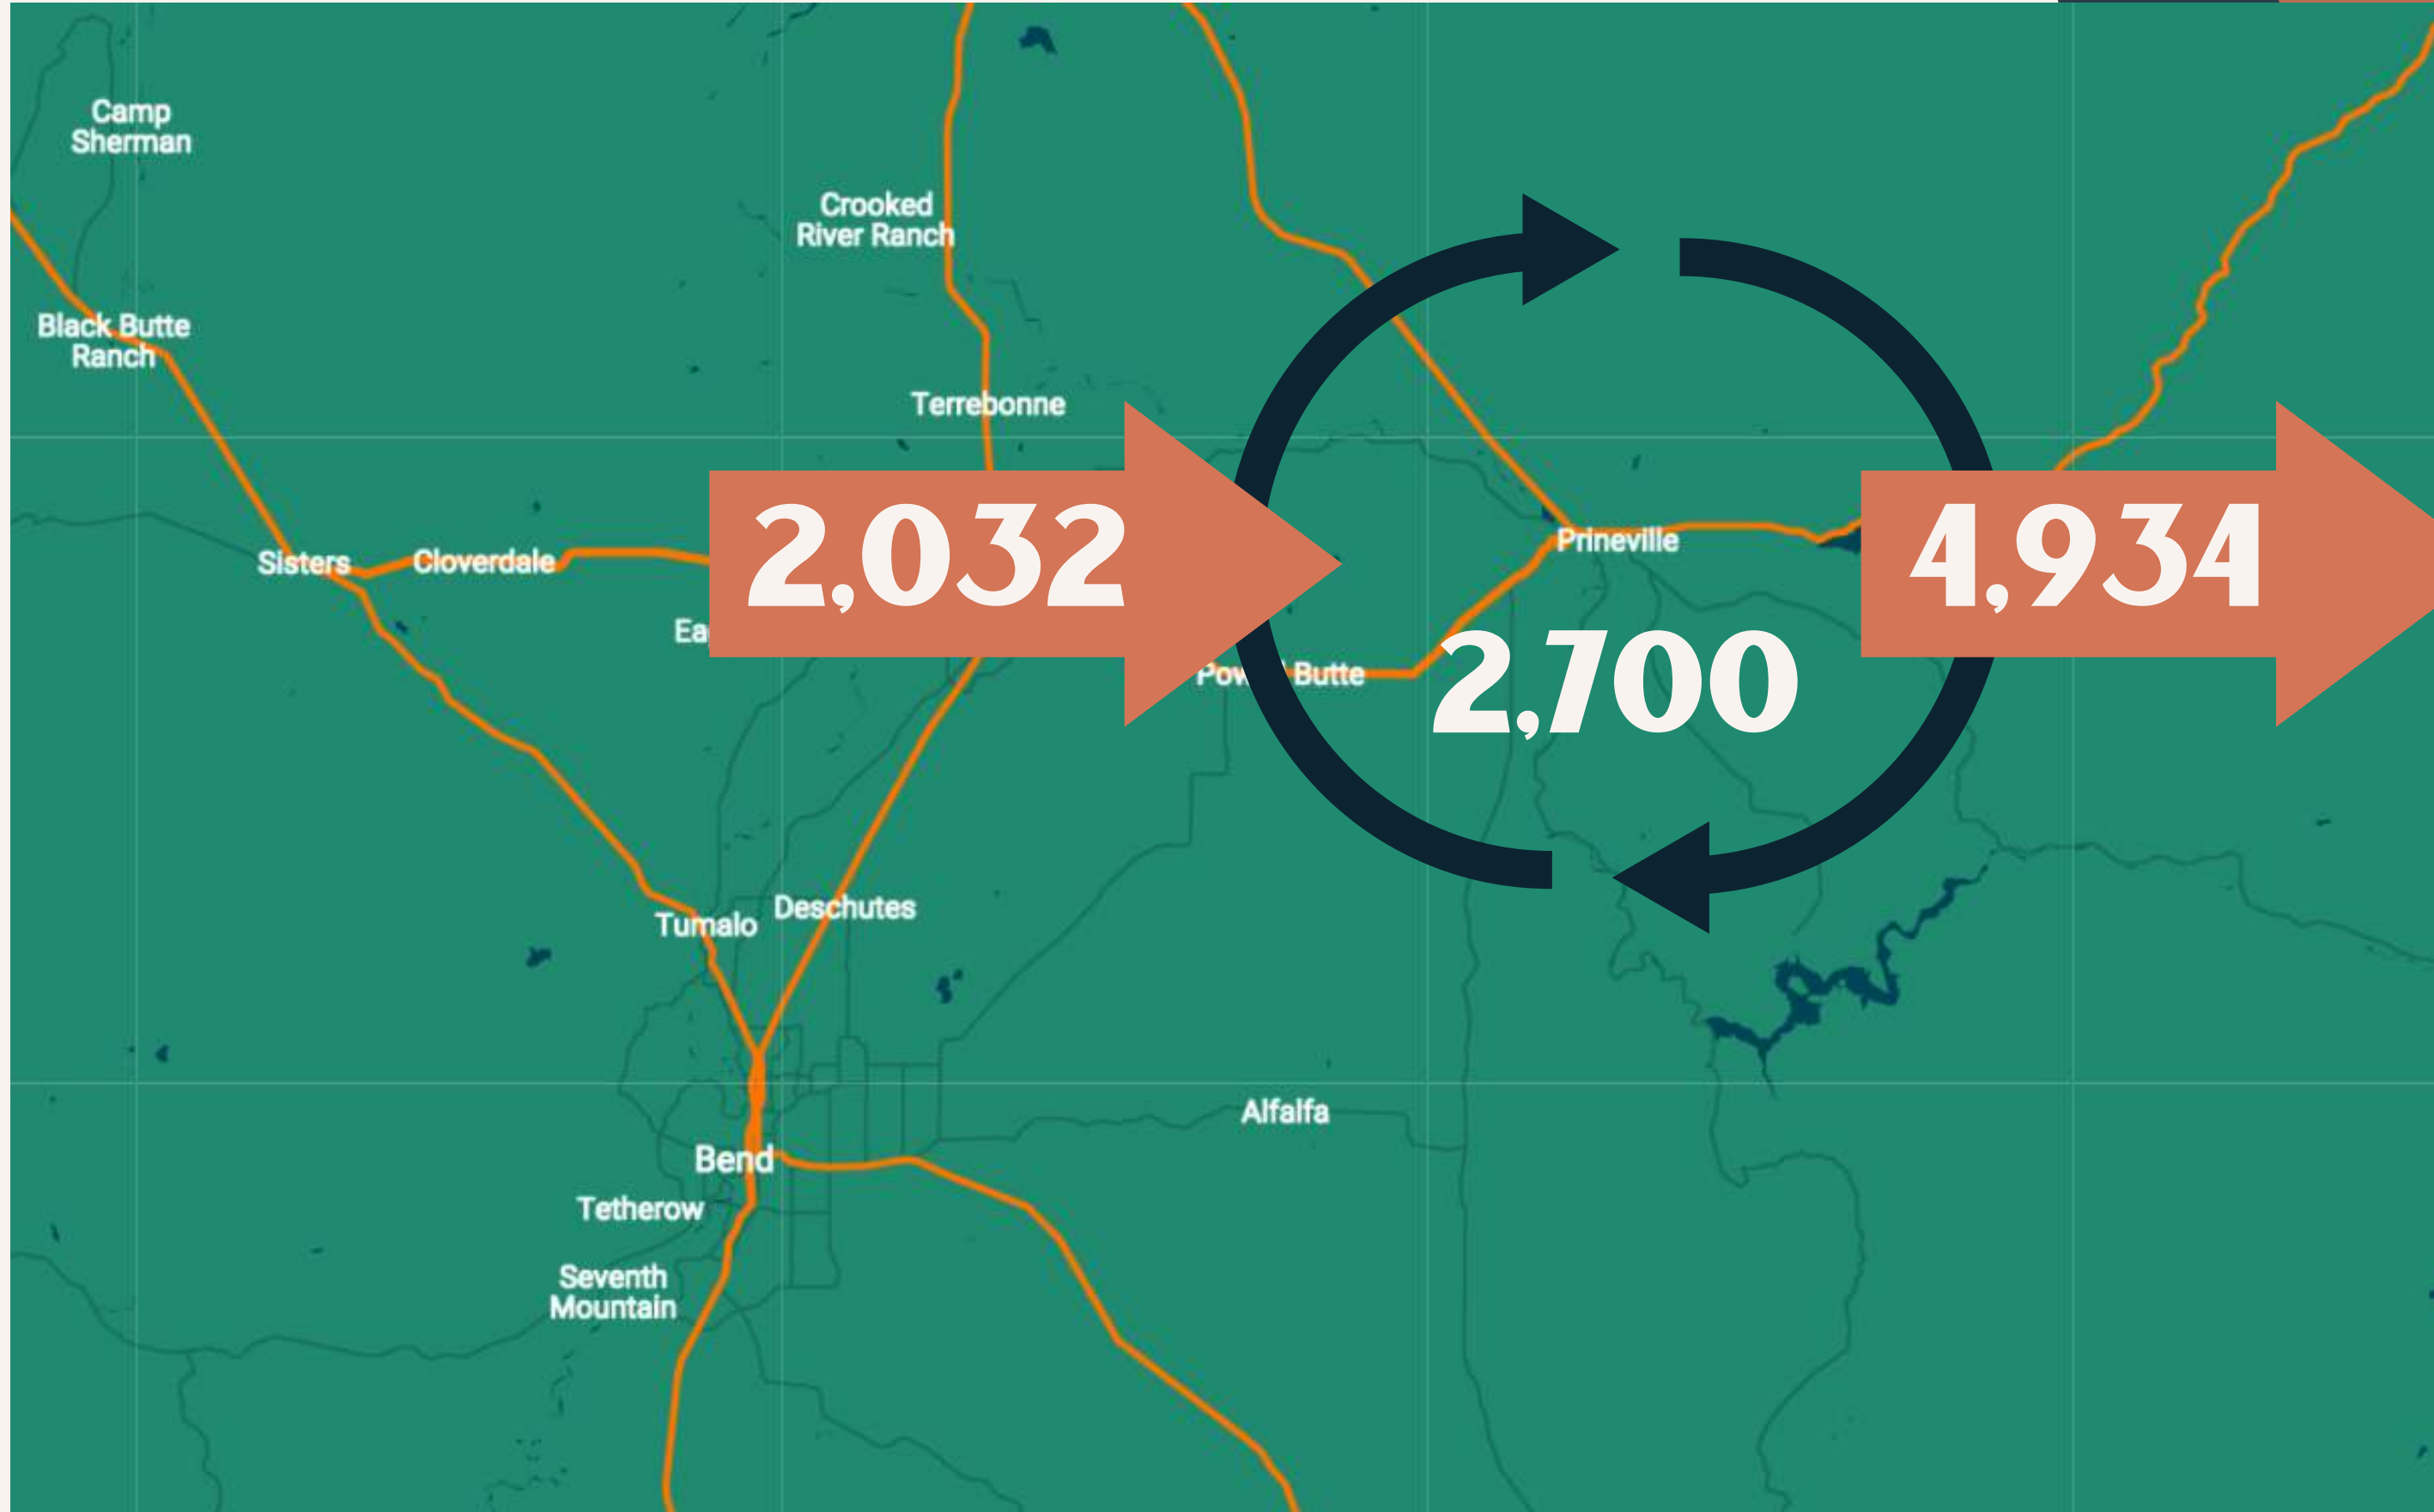 Camp
Sherman
Crooked
River Ranch
Black Butte
Ranch
Terrebonne
2,032
4,934
Prineville
Sisters
Cloverdale
Butte
2,700
Deschutes
Tumalo
Alfalfa
Bend
Tetherow
Seventh
Mountain